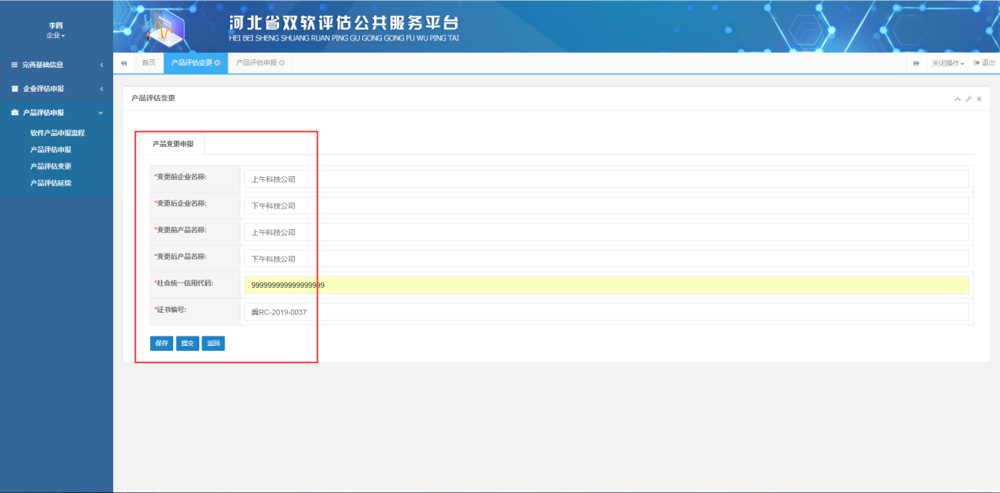 李四
企业
河北省双软评估公共服务平台
HEI BEI SHENG SHUANG RUAN PING GU GONG GONG FU WU PING TAI
完善基础信息
企业评估申报
产品评估申报
软件产品申报流程
产品评估申报
产品评估变更
产品评估延续
首页
产品评估变更
产品评估申报
关闭操作
退出
产品评估变更
产品变更申报
*变更前企业名称: 上午科技公司
*变更后企业名称: 下午科技公司
*变更前产品名称: 上午科技公司
*变更后产品名称: 下午科技公司
*社会统一信用代码: 999999999999999999
*证书编号: 冀RC-2019-0037
保存 提交 返回